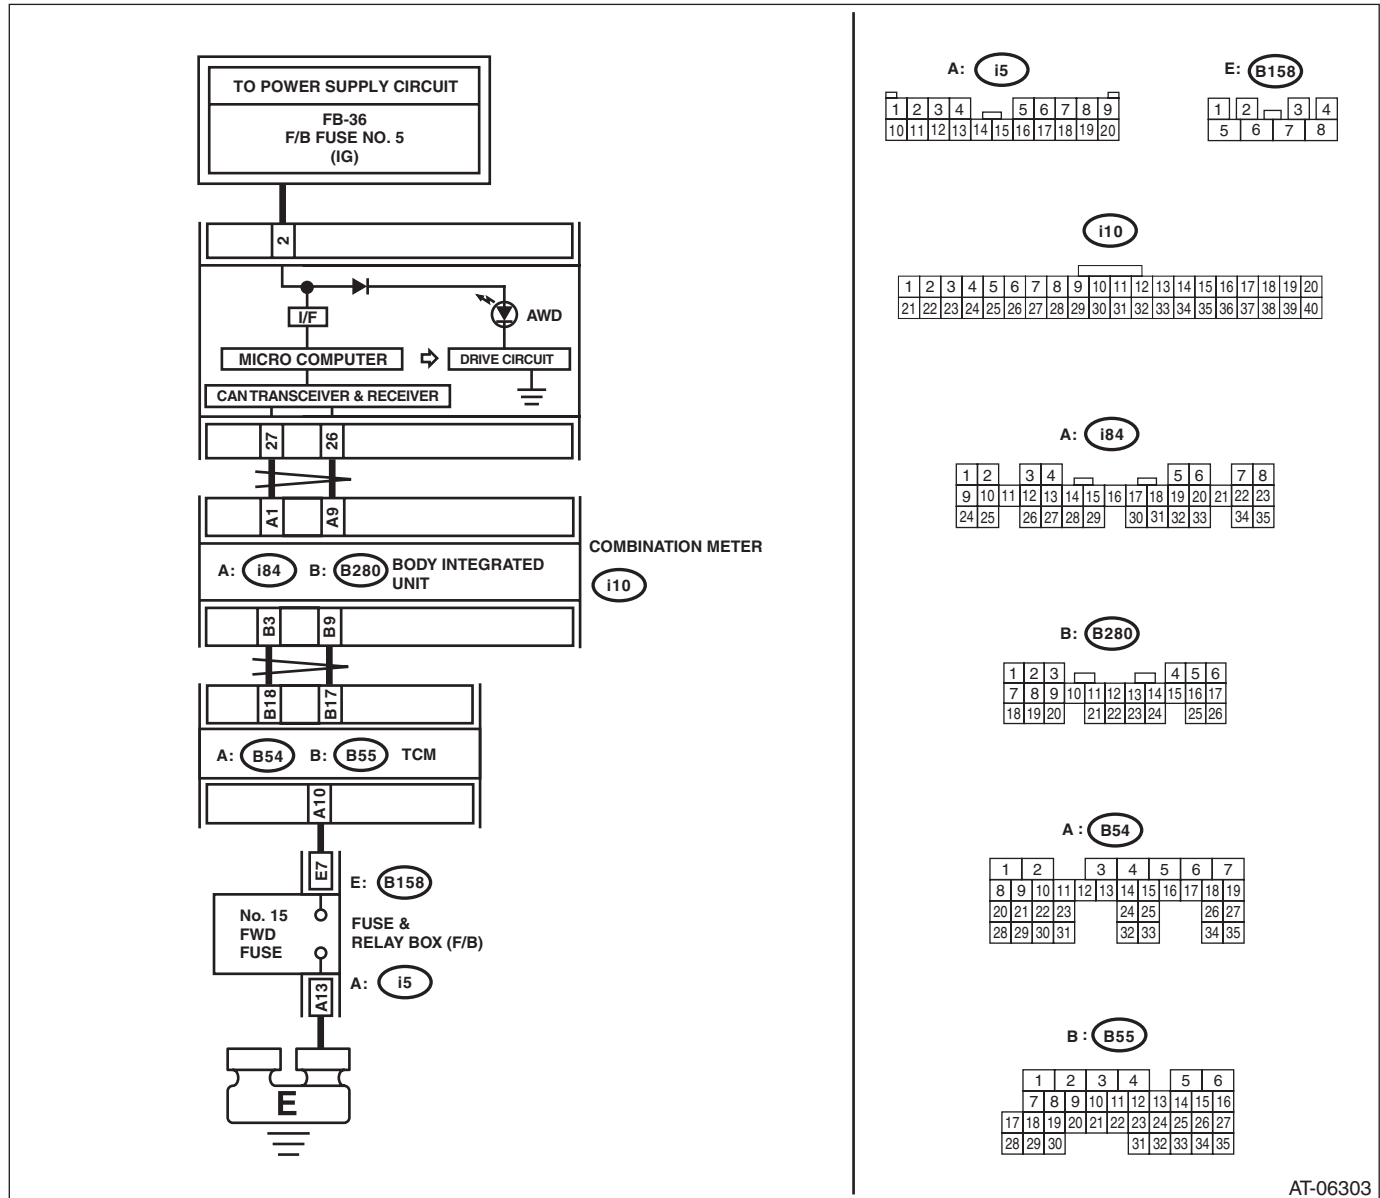 TO POWER SUPPLY CIRCUIT
FB-36
F/B FUSE NO. 5
(IG)
2
I/F
AWD
MICRO COMPUTER
DRIVE CIRCUIT
CAN TRANSCEIVER & RECEIVER
27 26
A1 A9
COMBINATION METER
i10
A: i84 B: B280 BODY INTEGRATED
UNIT
B3 B9
B18 B17
A: B54 B: B55 TCM
A10
E7
E: B158
No. 15
FWD
FUSE
FUSE &
RELAY BOX (F/B)
A: i5
A13
E
A: i5
1 2 3 4 5 6 7 8 9
10 11 12 13 14 15 16 17 18 19 20
E: B158
1 2 3 4
5 6 7 8
i10
1 2 3 4 5 6 7 8 9 10 11 12 13 14 15 16 17 18 19 20
21 22 23 24 25 26 27 28 29 30 31 32 33 34 35 36 37 38 39 40
A: i84
1 2 3 4 5 6 7 8
9 10 11 12 13 14 15 16 17 18 19 20 21 22 23
24 25 26 27 28 29 30 31 32 33 34 35
B: B280
1 2 3 4 5 6
7 8 9 10 11 12 13 14 15 16 17
18 19 20 21 22 23 24 25 26
A : B54
1 2 3 4 5 6 7
8 9 10 11 12 13 14 15 16 17 18 19
20 21 22 23 24 25 26 27
28 29 30 31 32 33 34 35
B : B55
1 2 3 4 5 6
7 8 9 10 11 12 13 14 15 16
17 18 19 20 21 22 23 24 25 26 27
28 29 30 31 32 33 34 35
AT-06303